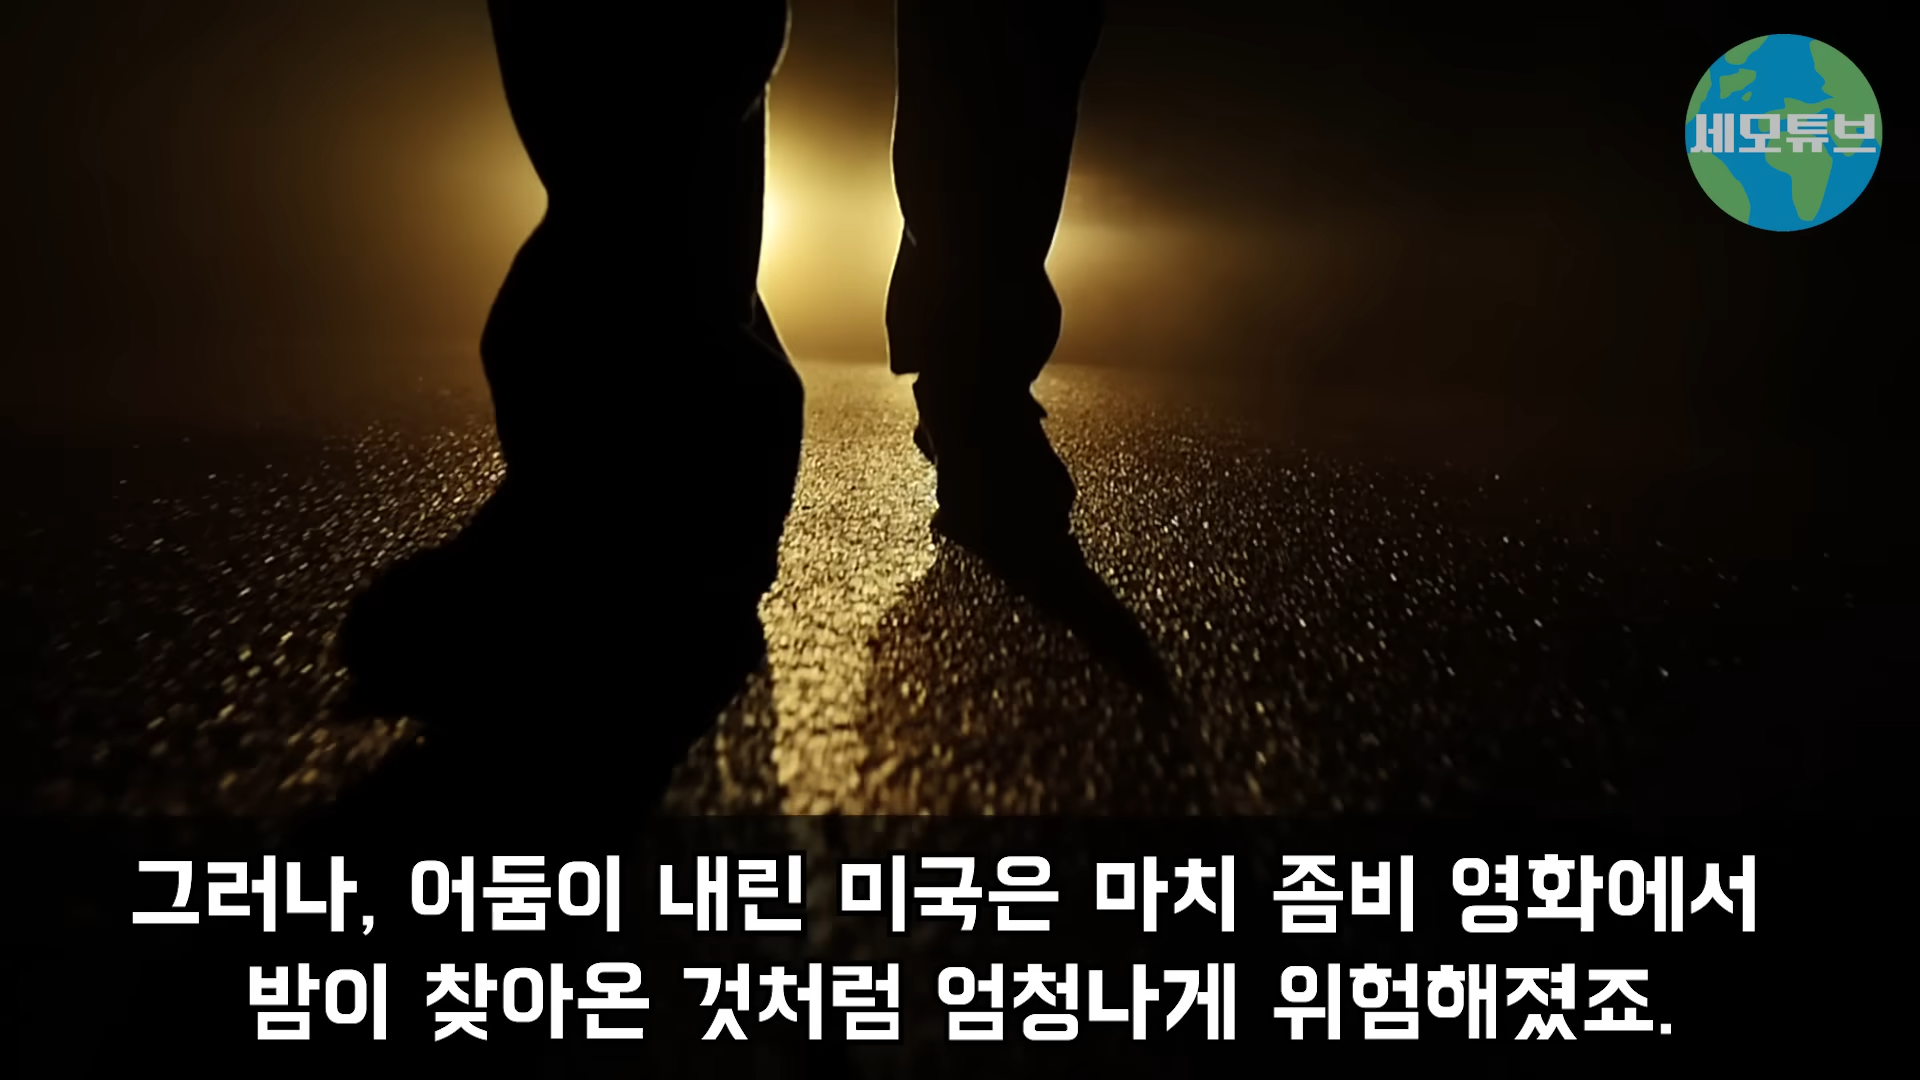 세모튜브
그러나, 어둠이 내린 미국은 마치 좀비 영화에서
밤이 찾아온 것처럼 엄청나게 위험해졌죠.